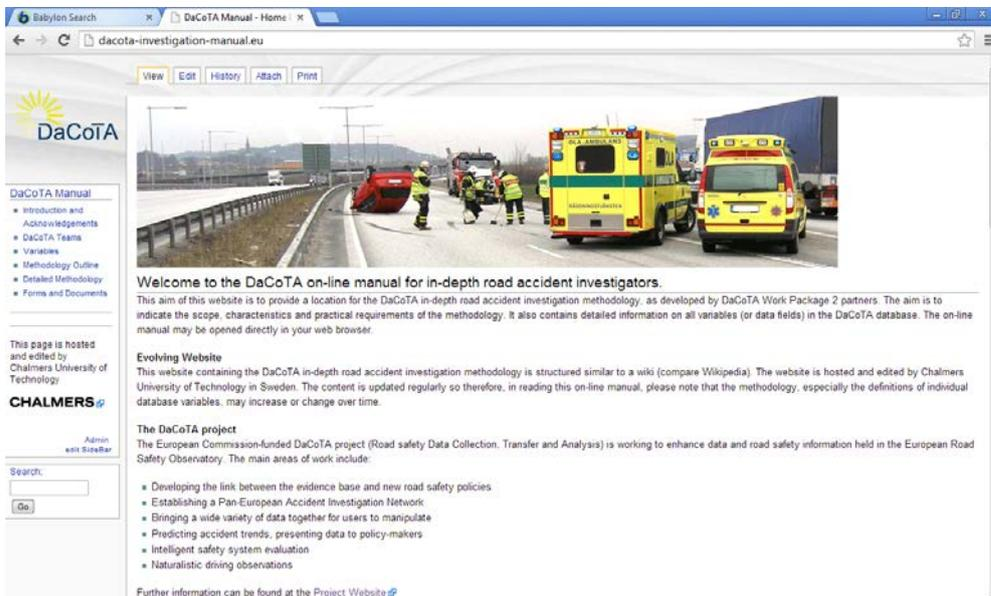 Babylon Search
DaCoTA Manual - Home
dacota-investigation-manual.eu
View Edit History Attach Print
DaCoTA
OLA AMBULANS
DaCoTA Manual
Introduction and
Acknowledgements
DaCoTA Teams
Variables
Methodology Outline
Detailed Methodology
Forms and Documents
This page is hosted
and edited by
Chalmers University of
Technology
CHALMERS
Admin
edit SideBar
Search:
Go
Welcome to the DaCoTA on-line manual for in-depth road accident investigators.
This aim of this website is to provide a location for the DaCoTA in-depth road accident investigation methodology, as developed by DaCoTA Work Package 2 partners. The aim is to
indicate the scope, characteristics and practical requirements of the methodology. It also contains detailed information on all variables (or data fields) in the DaCoTA database. The on-line
manual may be opened directly in your web browser.
Evolving Website
This website containing the DaCoTA in-depth road accident investigation methodology is structured similar to a wiki (compare Wikipedia). The website is hosted and edited by Chalmers
University of Technology in Sweden. The content is updated regularly so therefore, in reading this on-line manual, please note that the methodology, especially the definitions of individual
database variables, may increase or change over time.
The DaCoTA project
The European Commission-funded DaCoTA project (Road safety Data Collection, Transfer and Analysis) is working to enhance data and road safety information held in the European Road
Safety Observatory. The main areas of work include:
Developing the link between the evidence base and new road safety policies
Establishing a Pan-European Accident Investigation Network
Bringing a wide variety of data together for users to manipulate
Predicting accident trends, presenting data to policy-makers
Intelligent safety system evaluation
Naturalistic driving observations
Further information can be found at the Project Website